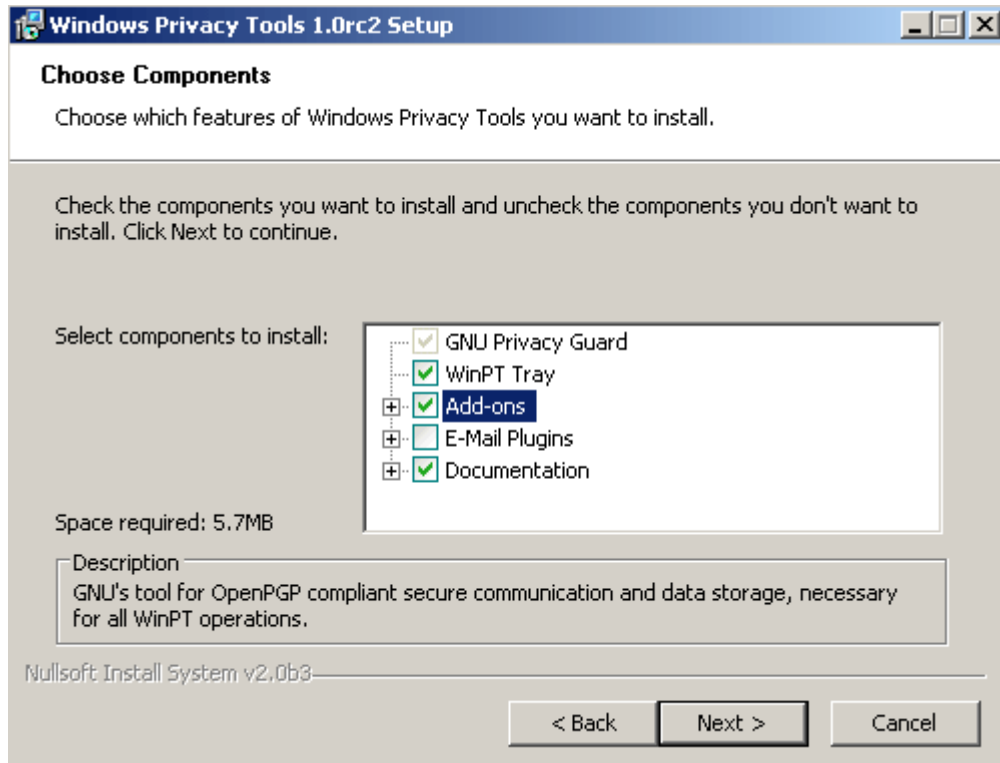 Windows Privacy Tools 1.0rc2 Setup
Choose Components
Choose which features of Windows Privacy Tools you want to install.
Check the components you want to install and uncheck the components you don't want to
install. Click Next to continue.
Select components to install:
GNU Privacy Guard
WinPT Tray
Add-ons
E-Mail Plugins
Documentation
Space required: 5.7MB
Description
GNU's tool for OpenPGP compliant secure communication and data storage, necessary
for all WinPT operations.
Nullsoft Install System v2.0b3
< Back
Next >
Cancel